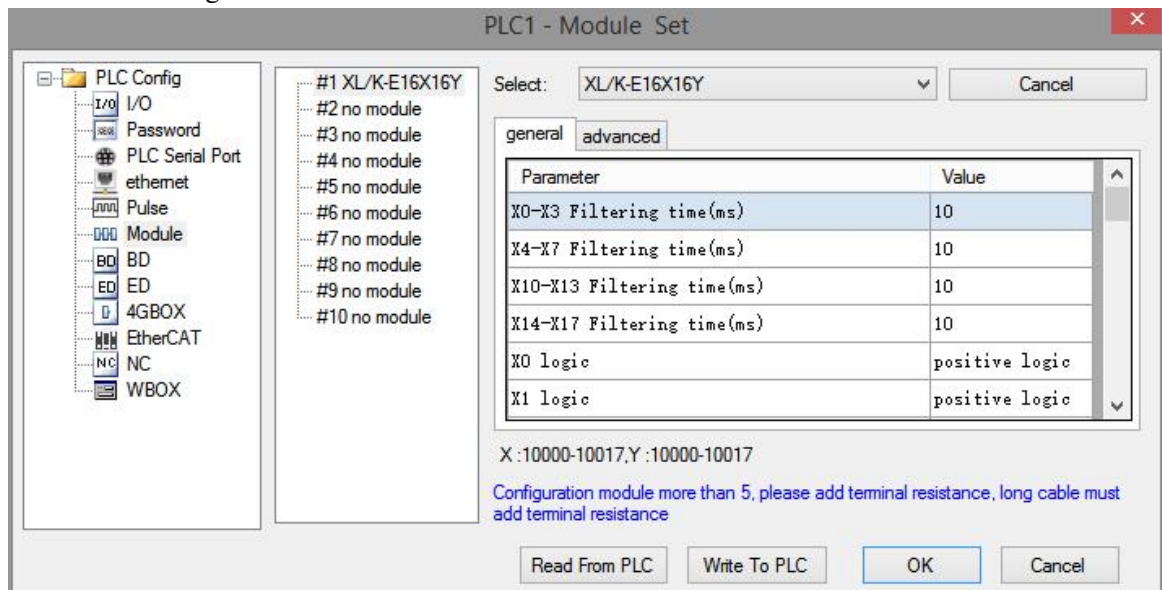 PLC1 - Module Set
PLC Config
I/O
Password
PLC Serial Port
ethernet
Pulse
Module
BD
ED
4GBOX
EtherCAT
NC
WBOX
#1 XL/K-E16X16Y
#2 no module
#3 no module
#4 no module
#5 no module
#6 no module
#7 no module
#8 no module
#9 no module
#10 no module
Select: XL/K-E16X16Y Cancel
general advanced
Parameter Value
X0-X3 Filtering time(ms) 10
X4-X7 Filtering time(ms) 10
X10-X13 Filtering time(ms) 10
X14-X17 Filtering time(ms) 10
X0 logic positive logic
X1 logic positive logic
X :10000-10017,Y :10000-10017
Configuration module more than 5, please add terminal resistance, long cable must
add terminal resistance
Read From PLC Write To PLC OK Cancel